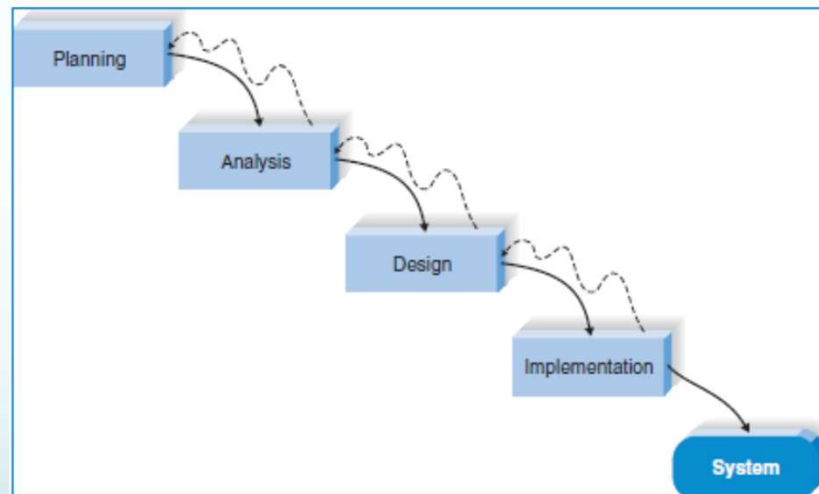 Planning
Analysis
Design
Implementation
System